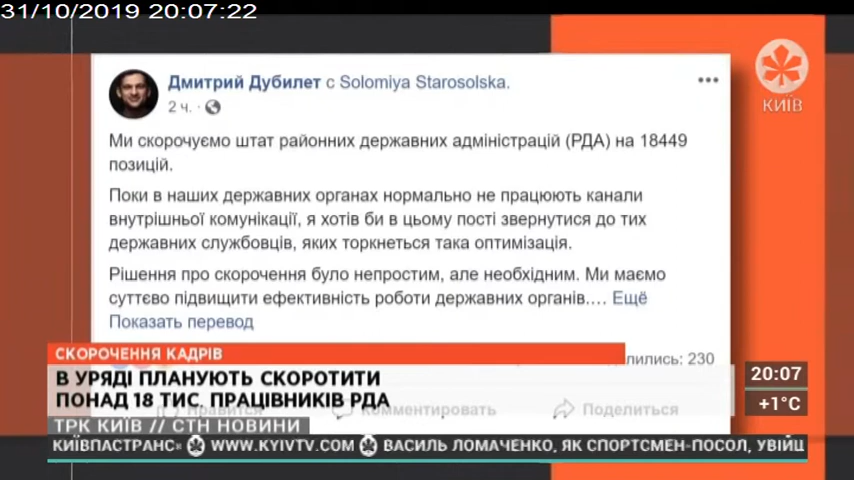 31/10/2019 20:07:22
КИЇВ
Дмитрий Дубилет с Solomiya Starosolska.
2 ч.
Ми скорочуємо штат районних державних адміністрацій (РДА) на 18449
позицій.
Поки в наших державних органах нормально не працюють канали
внутрішньої комунікації, я хотів би в цьому пості звернутися до тих
державних службовців, яких торкнеться така оптимізація.
Рішення про скорочення було непростим, але необхідним. Ми маємо
суттєво підвищити ефективність роботи державних органів.... Ещё
Показать перевод
СКОРОЧЕННЯ КАДРІВ
лились: 230
В УРЯДІ ПЛАНУЮТЬ СКОРОТИТИ
ПОНАД 18 ТИС. ПРАЦІВНИКІВ РДА
Нравится Комментировать Поделиться
20:07
+1°C
ТРК КИЇВ // СТН НОВИНИ
КИЇВПАСТРАНС WWW.KYIVTV.COM ВАСИЛЬ ЛОМАЧЕНКО, ЯК СПОРТСМЕН-ПОСОЛ, УВІЙШ